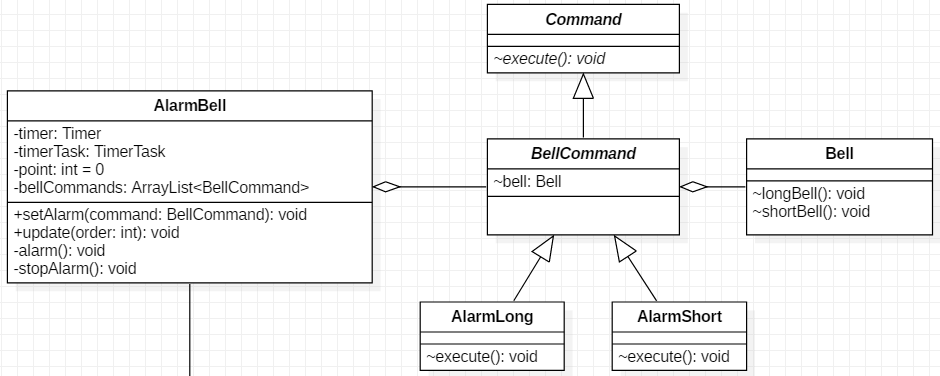 Command
~execute(): void
AlarmBell
-timer: Timer
-timerTask: TimerTask
-point: int = 0
-bellCommands: ArrayList<BellCommand>
+setAlarm(command: BellCommand): void
+update(order: int): void
-alarm(): void
-stopAlarm(): void
BellCommand
~bell: Bell
Bell
~longBell(): void
~shortBell(): void
AlarmLong
~execute(): void
AlarmShort
~execute(): void